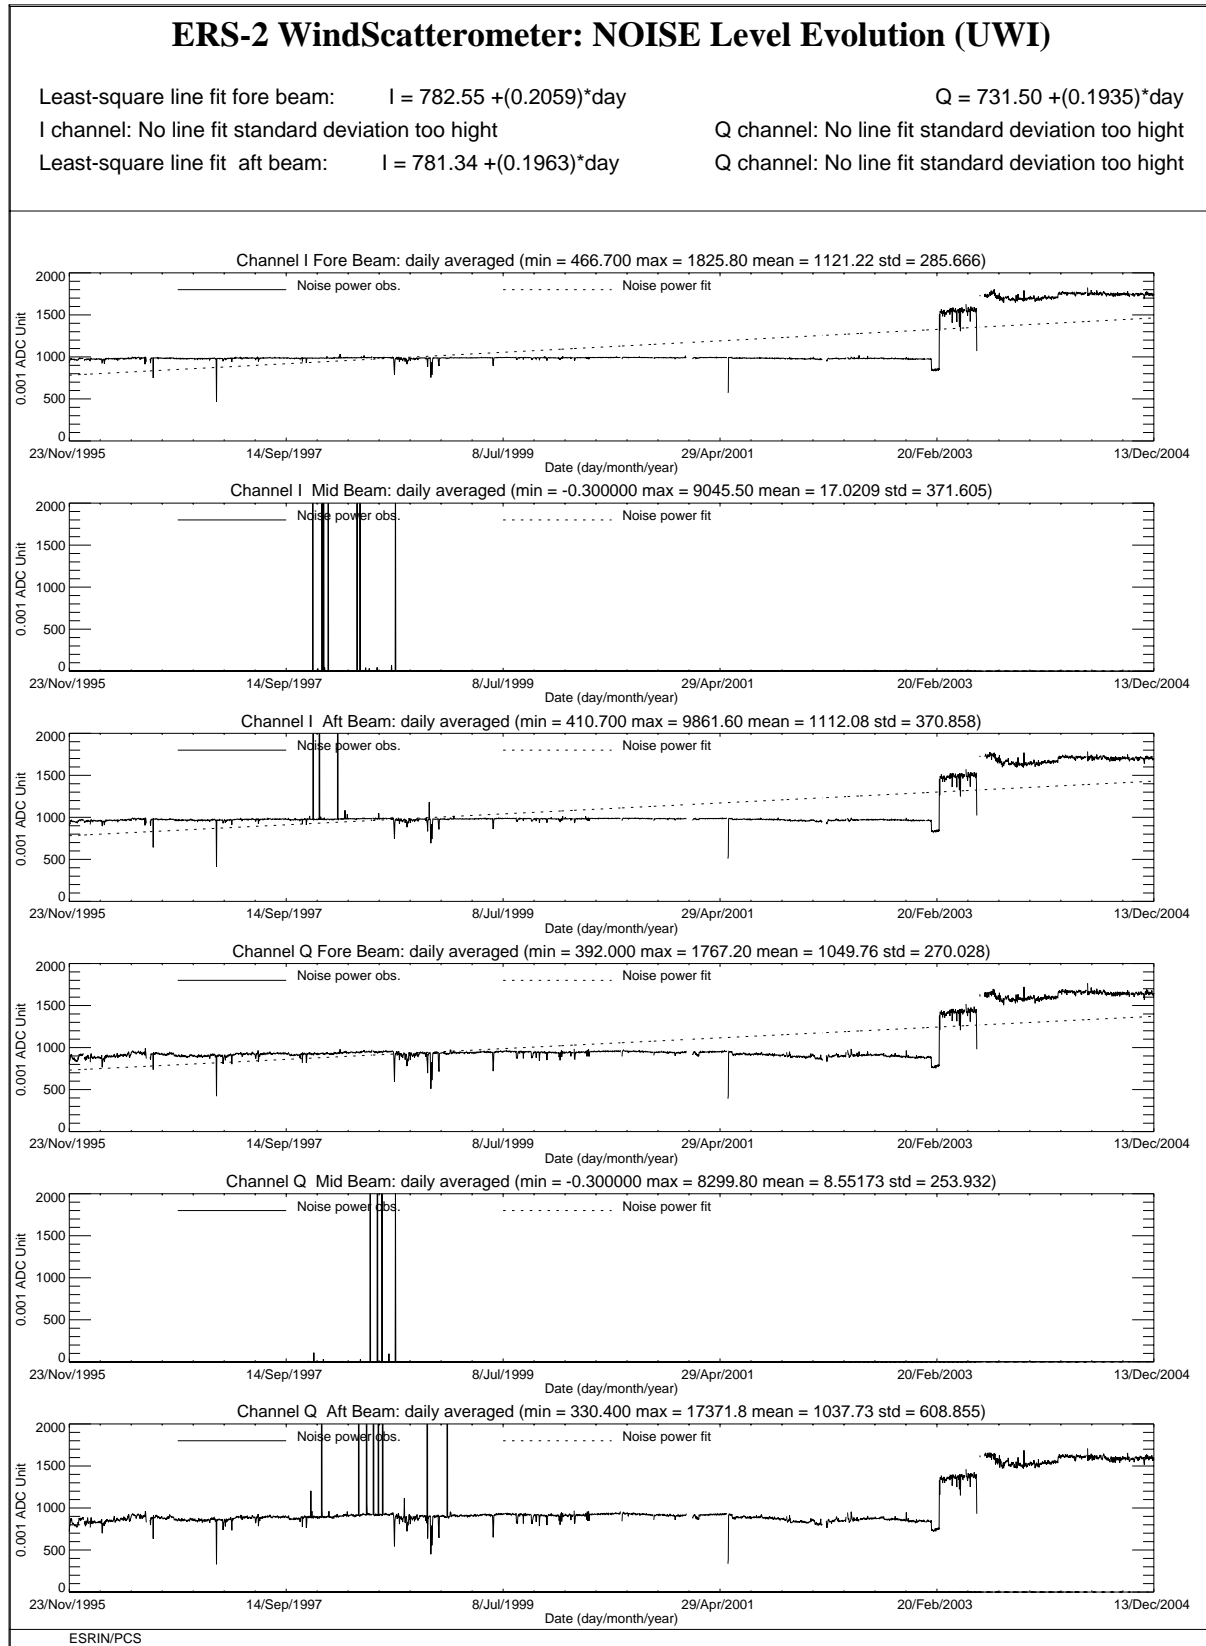 ERS-2 WindScatterometer: NOISE Level Evolution (UWI)
Least-square line fit fore beam: I = 782.55 +(0.2059)*day Q = 731.50 +(0.1935)*day
I channel: No line fit standard deviation too hight Q channel: No line fit standard deviation too hight
Least-square line fit aft beam: I = 781.34 +(0.1963)*day Q channel: No line fit standard deviation too hight
Channel I Fore Beam: daily averaged (min = 466.700 max = 1825.80 mean = 1121.22 std = 285.666)
Noise power obs. Noise power fit
2000
1500
1000
500
0
0.001 ADC Unit
23/Nov/1995 14/Sep/1997 8/Jul/1999 29/Apr/2001 20/Feb/2003 13/Dec/2004
Date (day/month/year)
Channel I Mid Beam: daily averaged (min = -0.300000 max = 9045.50 mean = 17.0209 std = 371.605)
Noise power obs. Noise power fit
2000
1500
1000
500
0
0.001 ADC Unit
23/Nov/1995 14/Sep/1997 8/Jul/1999 29/Apr/2001 20/Feb/2003 13/Dec/2004
Date (day/month/year)
Channel I Aft Beam: daily averaged (min = 410.700 max = 9861.60 mean = 1112.08 std = 370.858)
Noise power obs. Noise power fit
2000
1500
1000
500
0
0.001 ADC Unit
23/Nov/1995 14/Sep/1997 8/Jul/1999 29/Apr/2001 20/Feb/2003 13/Dec/2004
Date (day/month/year)
Channel Q Fore Beam: daily averaged (min = 392.000 max = 1767.20 mean = 1049.76 std = 270.028)
Noise power obs. Noise power fit
2000
1500
1000
500
0
0.001 ADC Unit
23/Nov/1995 14/Sep/1997 8/Jul/1999 29/Apr/2001 20/Feb/2003 13/Dec/2004
Date (day/month/year)
Channel Q Mid Beam: daily averaged (min = -0.300000 max = 8299.80 mean = 8.55173 std = 253.932)
Noise power obs. Noise power fit
2000
1500
1000
500
0
0.001 ADC Unit
23/Nov/1995 14/Sep/1997 8/Jul/1999 29/Apr/2001 20/Feb/2003 13/Dec/2004
Date (day/month/year)
Channel Q Aft Beam: daily averaged (min = 330.400 max = 17371.8 mean = 1037.73 std = 608.855)
Noise power obs. Noise power fit
2000
1500
1000
500
0
0.001 ADC Unit
23/Nov/1995 14/Sep/1997 8/Jul/1999 29/Apr/2001 20/Feb/2003 13/Dec/2004
Date (day/month/year)
ESRIN/PCS